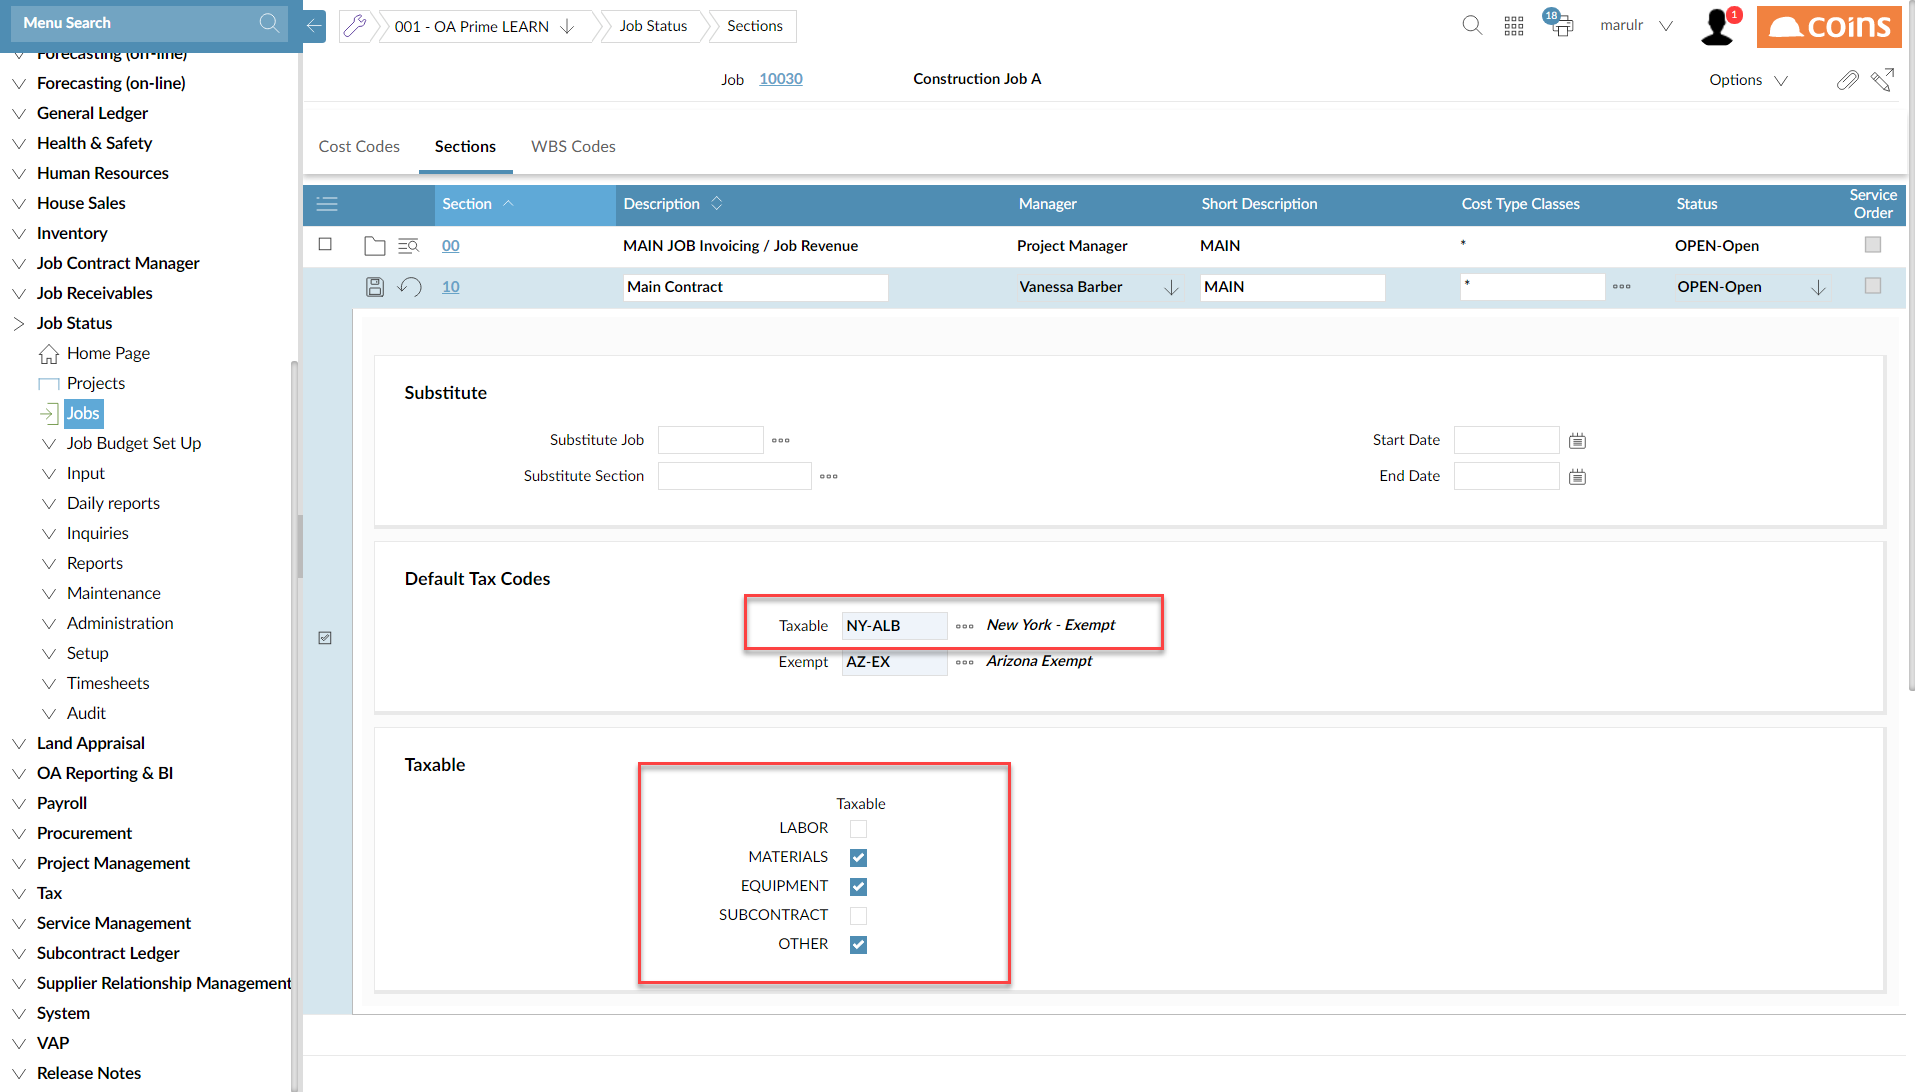 Menu Search
001 - OA Prime LEARN
Job Status
Sections
18
marulr
1
coins
Forecasting (on-line)
Forecasting (on-line)
General Ledger
Health & Safety
Human Resources
House Sales
Inventory
Job Contract Manager
Job Receivables
Job Status
Home Page
Projects
Jobs
Job Budget Set Up
Input
Daily reports
Inquiries
Reports
Maintenance
Administration
Setup
Timesheets
Audit
Land Appraisal
OA Reporting & BI
Payroll
Procurement
Project Management
Tax
Service Management
Subcontract Ledger
Supplier Relationship Management
System
VAP
Release Notes
Job 10030 Construction Job A
Options
Cost Codes Sections WBS Codes
Section Description Manager Short Description Cost Type Classes Status Service Order
00 MAIN JOB Invoicing / Job Revenue Project Manager MAIN * OPEN-Open
10 Main Contract Vanessa Barber MAIN * OPEN-Open
Substitute
Substitute Job Start Date
Substitute Section End Date
Default Tax Codes
Taxable NY-ALB New York - Exempt
Exempt AZ-EX Arizona Exempt
Taxable
Taxable
LABOR
MATERIALS
EQUIPMENT
SUBCONTRACT
OTHER